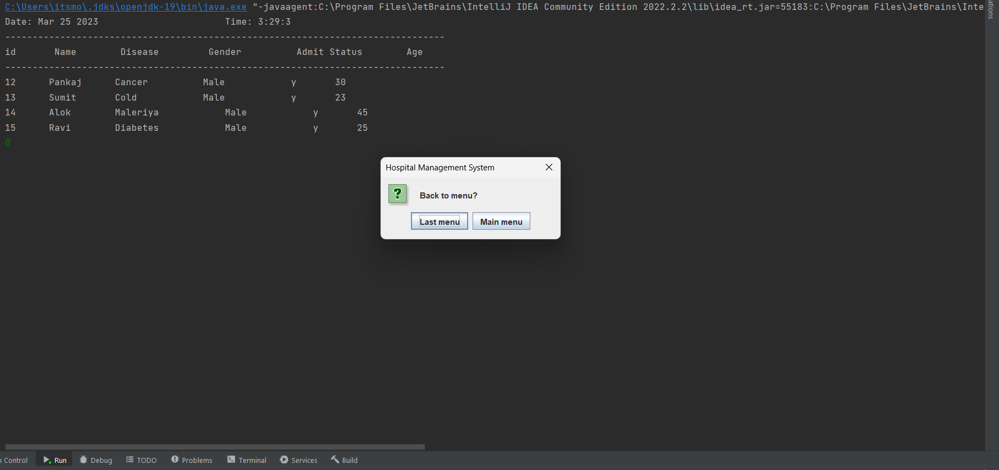 C:\Users\itsmo\.jdks\openjdk-19\bin\java.exe "-javaagent:C:\Program Files\JetBrains\IntelliJ IDEA Community Edition 2022.2.2\lib\idea_rt.jar=55183:C:\Program Files\JetBrains\Inte
ations
Date: Mar 25 2023 Time: 3:29:3
--------------------------------------------------------------------------------
id Name Disease Gender Admit Status Age
--------------------------------------------------------------------------------
12 Pankaj Cancer Male y 30
13 Sumit Cold Male y 23
14 Alok Maleriya Male y 45
15 Ravi Diabetes Male y 25
0
Hospital Management System
?
Back to menu?
Last menu Main menu
n Control Run Debug TODO Problems Terminal Services Build